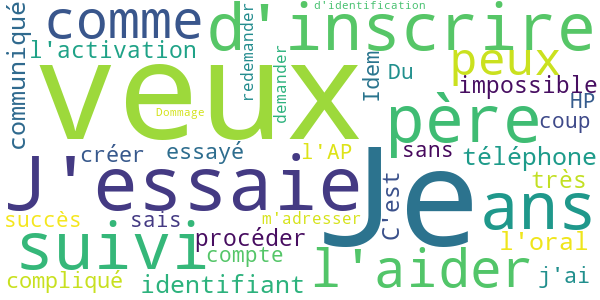 d'identification
communiqué
comme
d'inscrire
l'activation
veux
redemander
demander
Idem
Du
peux
impossible
HP
père
coup
Dommage
créer
essayé
l'AP
sans
téléphone
J'essaie
Je
C'est
ans
très
succès
sais
m'adresser
procéder
l'oral
suivi
compte
l'aider
j'ai
compliqué
identifiant